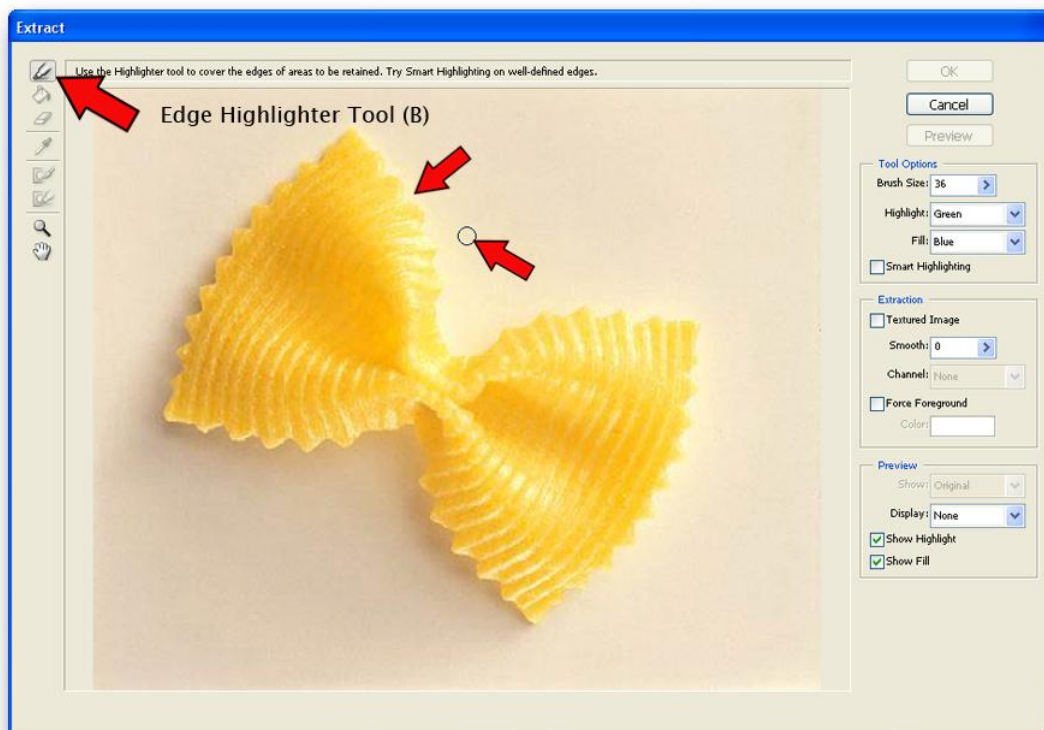 Extract
Use the Highlighter tool to cover the edges of areas to be retained. Try Smart Highlighting on well-defined edges.
Edge Highlighter Tool (B)
OK
Cancel
Preview
Tool Options
Brush Size: 36
Highlight: Green
Fill: Blue
Smart Highlighting
Extraction
Textured Image
Smooth: 0
Channel: None
Force Foreground
Color:
Preview
Show: Original
Display: None
Show Highlight
Show Fill